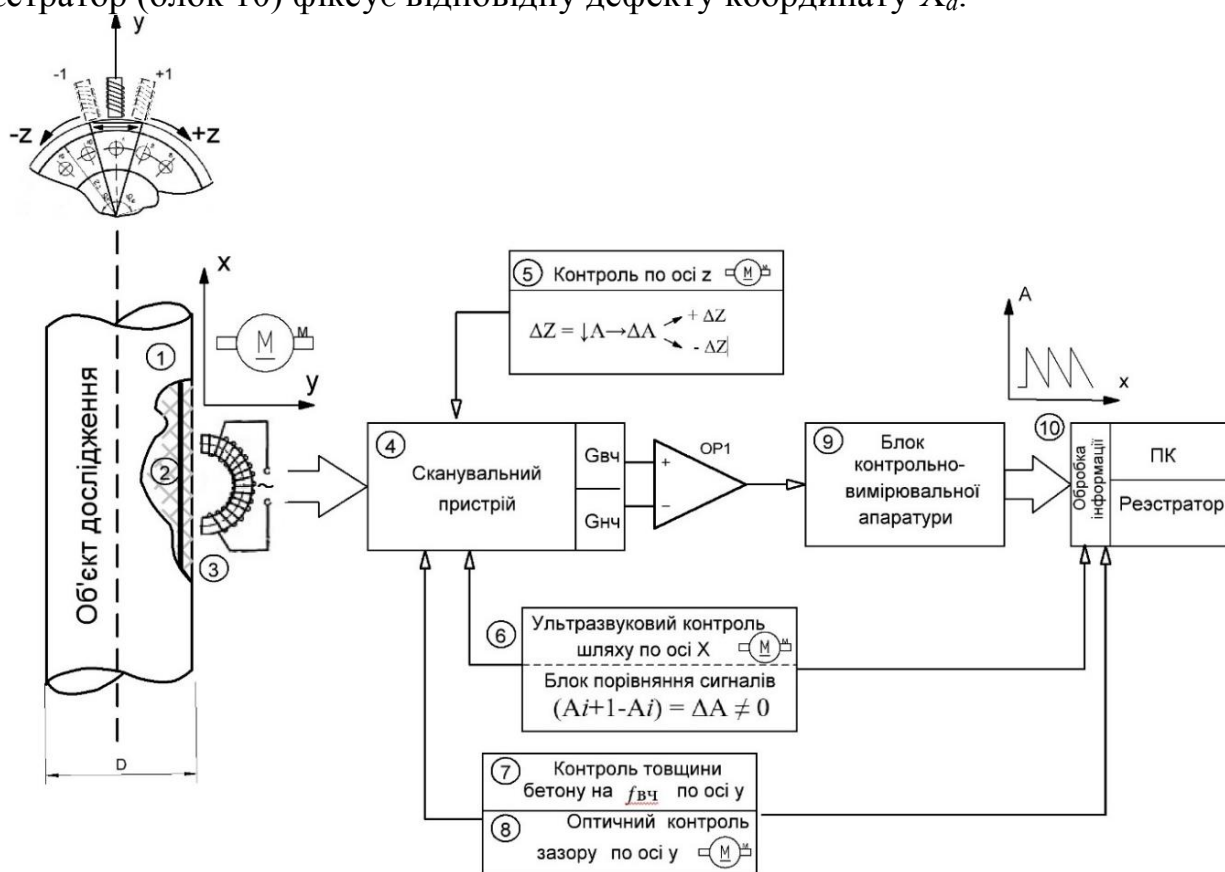 естратор (блок 10) фіксує відповідну дефекту координату Xd.
y
-1
+1
-z
+z
x
M
м
y
1
2
3
Об'єкт дослідження
D
5 Контроль по осі z M м
ΔZ = ↓A→ΔA
+ ΔZ
- ΔZ
4
Сканувальний
пристрій
Gвч
Gнч
~
OP1
+
−
9
Блок
контрольно-
вимірювальної
апаратури
A
x
10
Обробка
інформації
ПК
Реэстратор
6
Ультразвуковий контроль
шляху по осі X M м
Блок порівняння сигналів
(Ai+1-Ai) = ΔA ≠ 0
7
Контроль товщини
бетону на fвч по осі y
8
Оптичний контроль
зазору по осі y M м